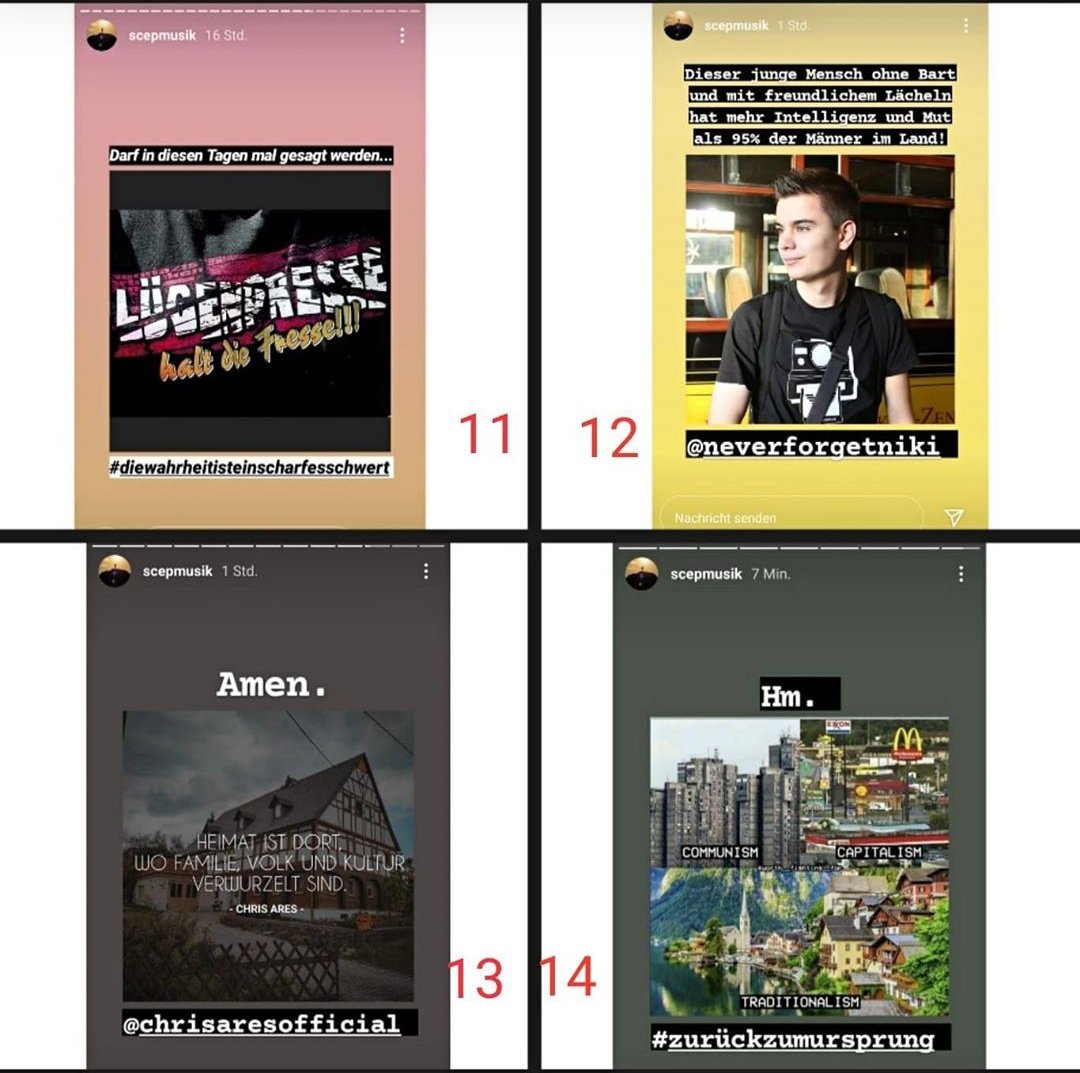 scepmusik 16 Std.
Darf in diesen Tagen mal gesagt werden...
LÜGENPRESSE
halt die Fresse!!!
#diewahrheitisteinscharfesschwert
11
scepmusik 1 Std.
Dieser junge Mensch ohne Bart
und mit freundlichem Lächeln
hat mehr Intelligenz und Mut
als 95% der Männer im Land!
ZEN
@neverforgetniki
Nachricht senden
12
scepmusik 1 Std.
Amen.
HEIMAT IST DORT,
WO FAMILIE, VOLK UND KULTUR
VERWURZELT SIND.
- CHRIS ARES -
@chrisaresofficial
13
scepmusik 7 Min.
Hm.
EXXON
McDonald's
COMMUNISM
CAPITALISM
TRADITIONALISM
#zurückzumursprung
14